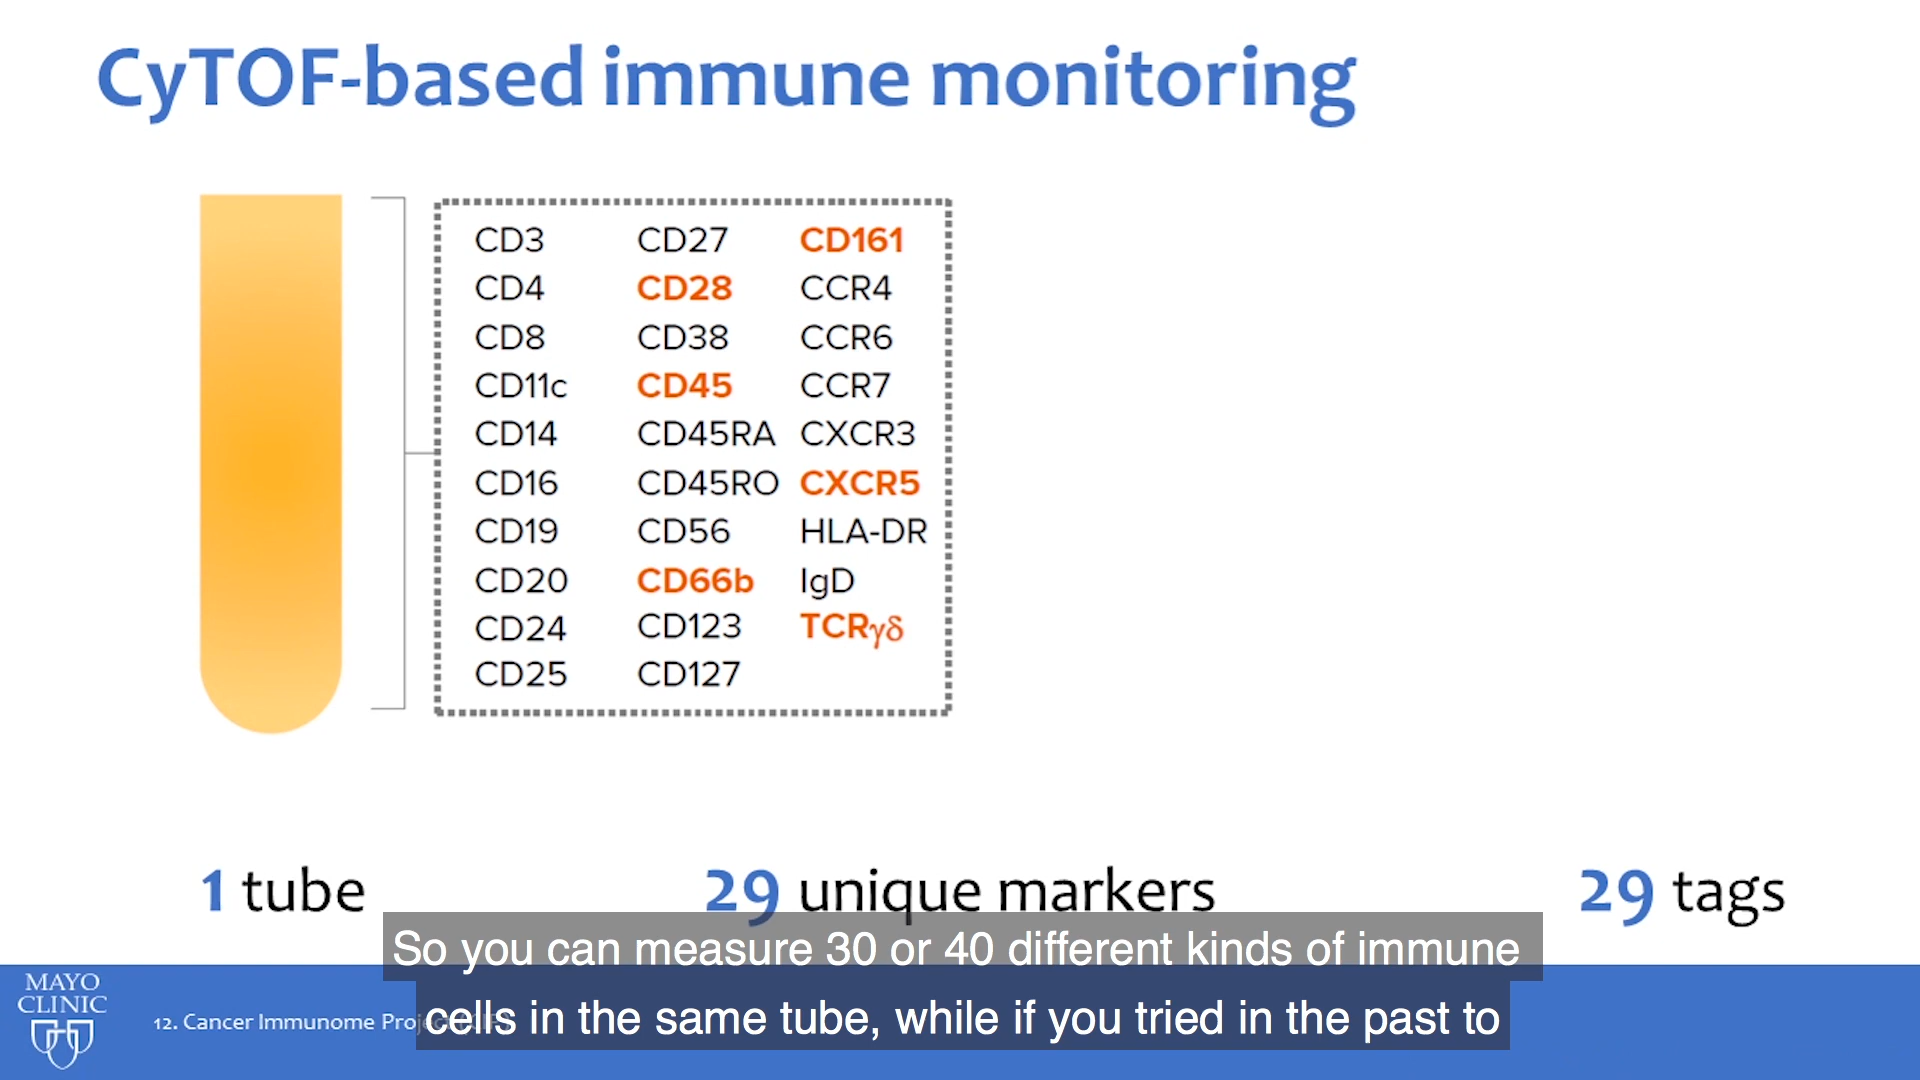 CyTOF-based immune monitoring
CD3 CD27 CD161
CD4 CD28 CCR4
CD8 CD38 CCR6
CD11c CD45 CCR7
CD14 CD45RA CXCR3
CD16 CD45RO CXCR5
CD19 CD56 HLA-DR
CD20 CD66b IgD
CD24 CD123 TCRγδ
CD25 CD127
1 tube 29 unique markers 29 tags
So you can measure 30 or 40 different kinds of immune
cells in the same tube, while if you tried in the past to
MAYO
CLINIC
12. Cancer Immunome